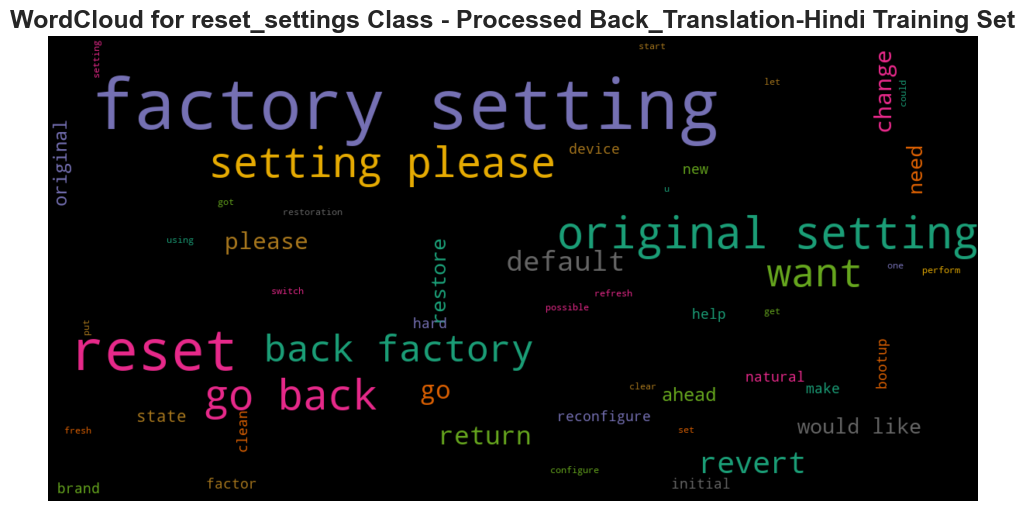 WordCloud for reset_settings Class - Processed Back_Translation-Hindi Training Set
setting
start
factory setting
let
change
could
original
setting please
device
new
need
u
got
restoration
using
please
restore
original setting
default
want
one
perform
switch
refresh
possible
help
get
put
hard
reset
back factory
bootup
go back
go
clear
ahead
natural
make
state
clean
reconfigure
fresh
return
set
would like
revert
configure
brand
factor
initial